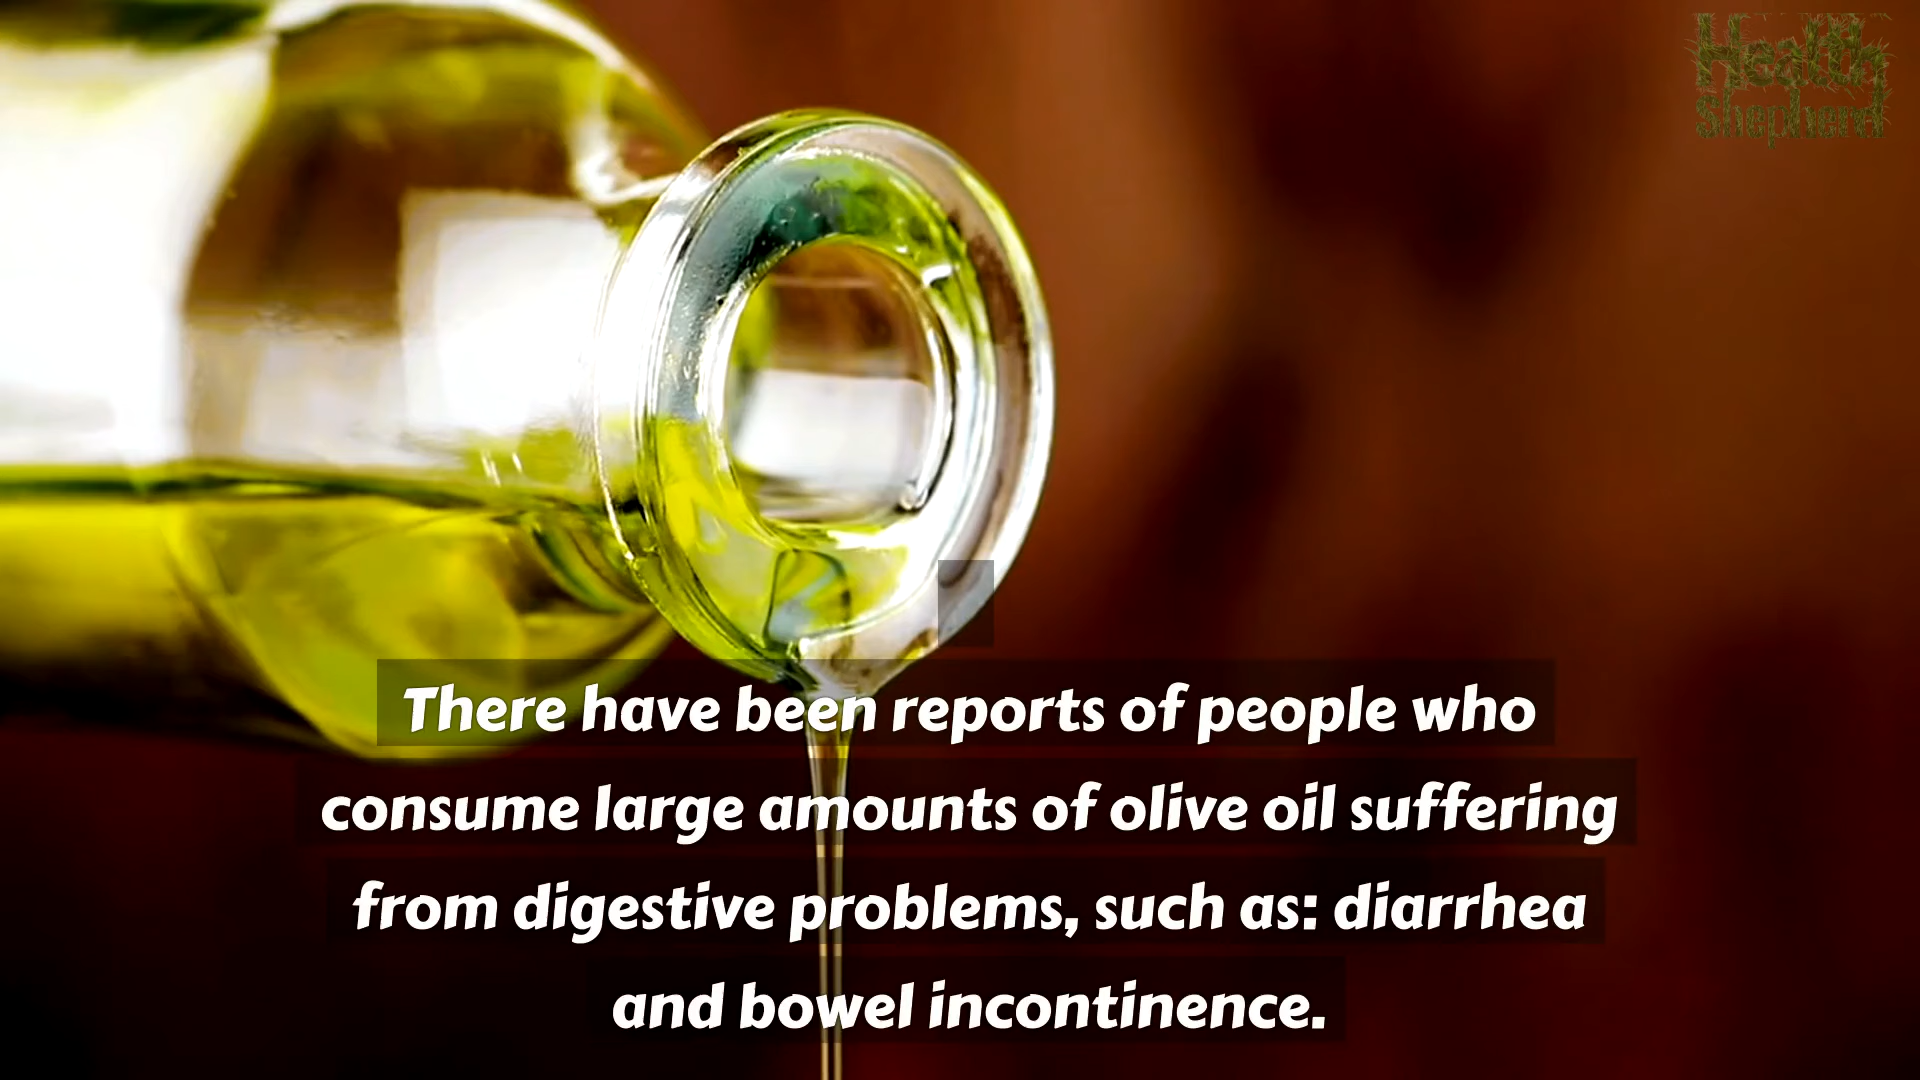 Health
Shepherd
There have been reports of people who
consume large amounts of olive oil suffering
from digestive problems, such as: diarrhea
and bowel incontinence.